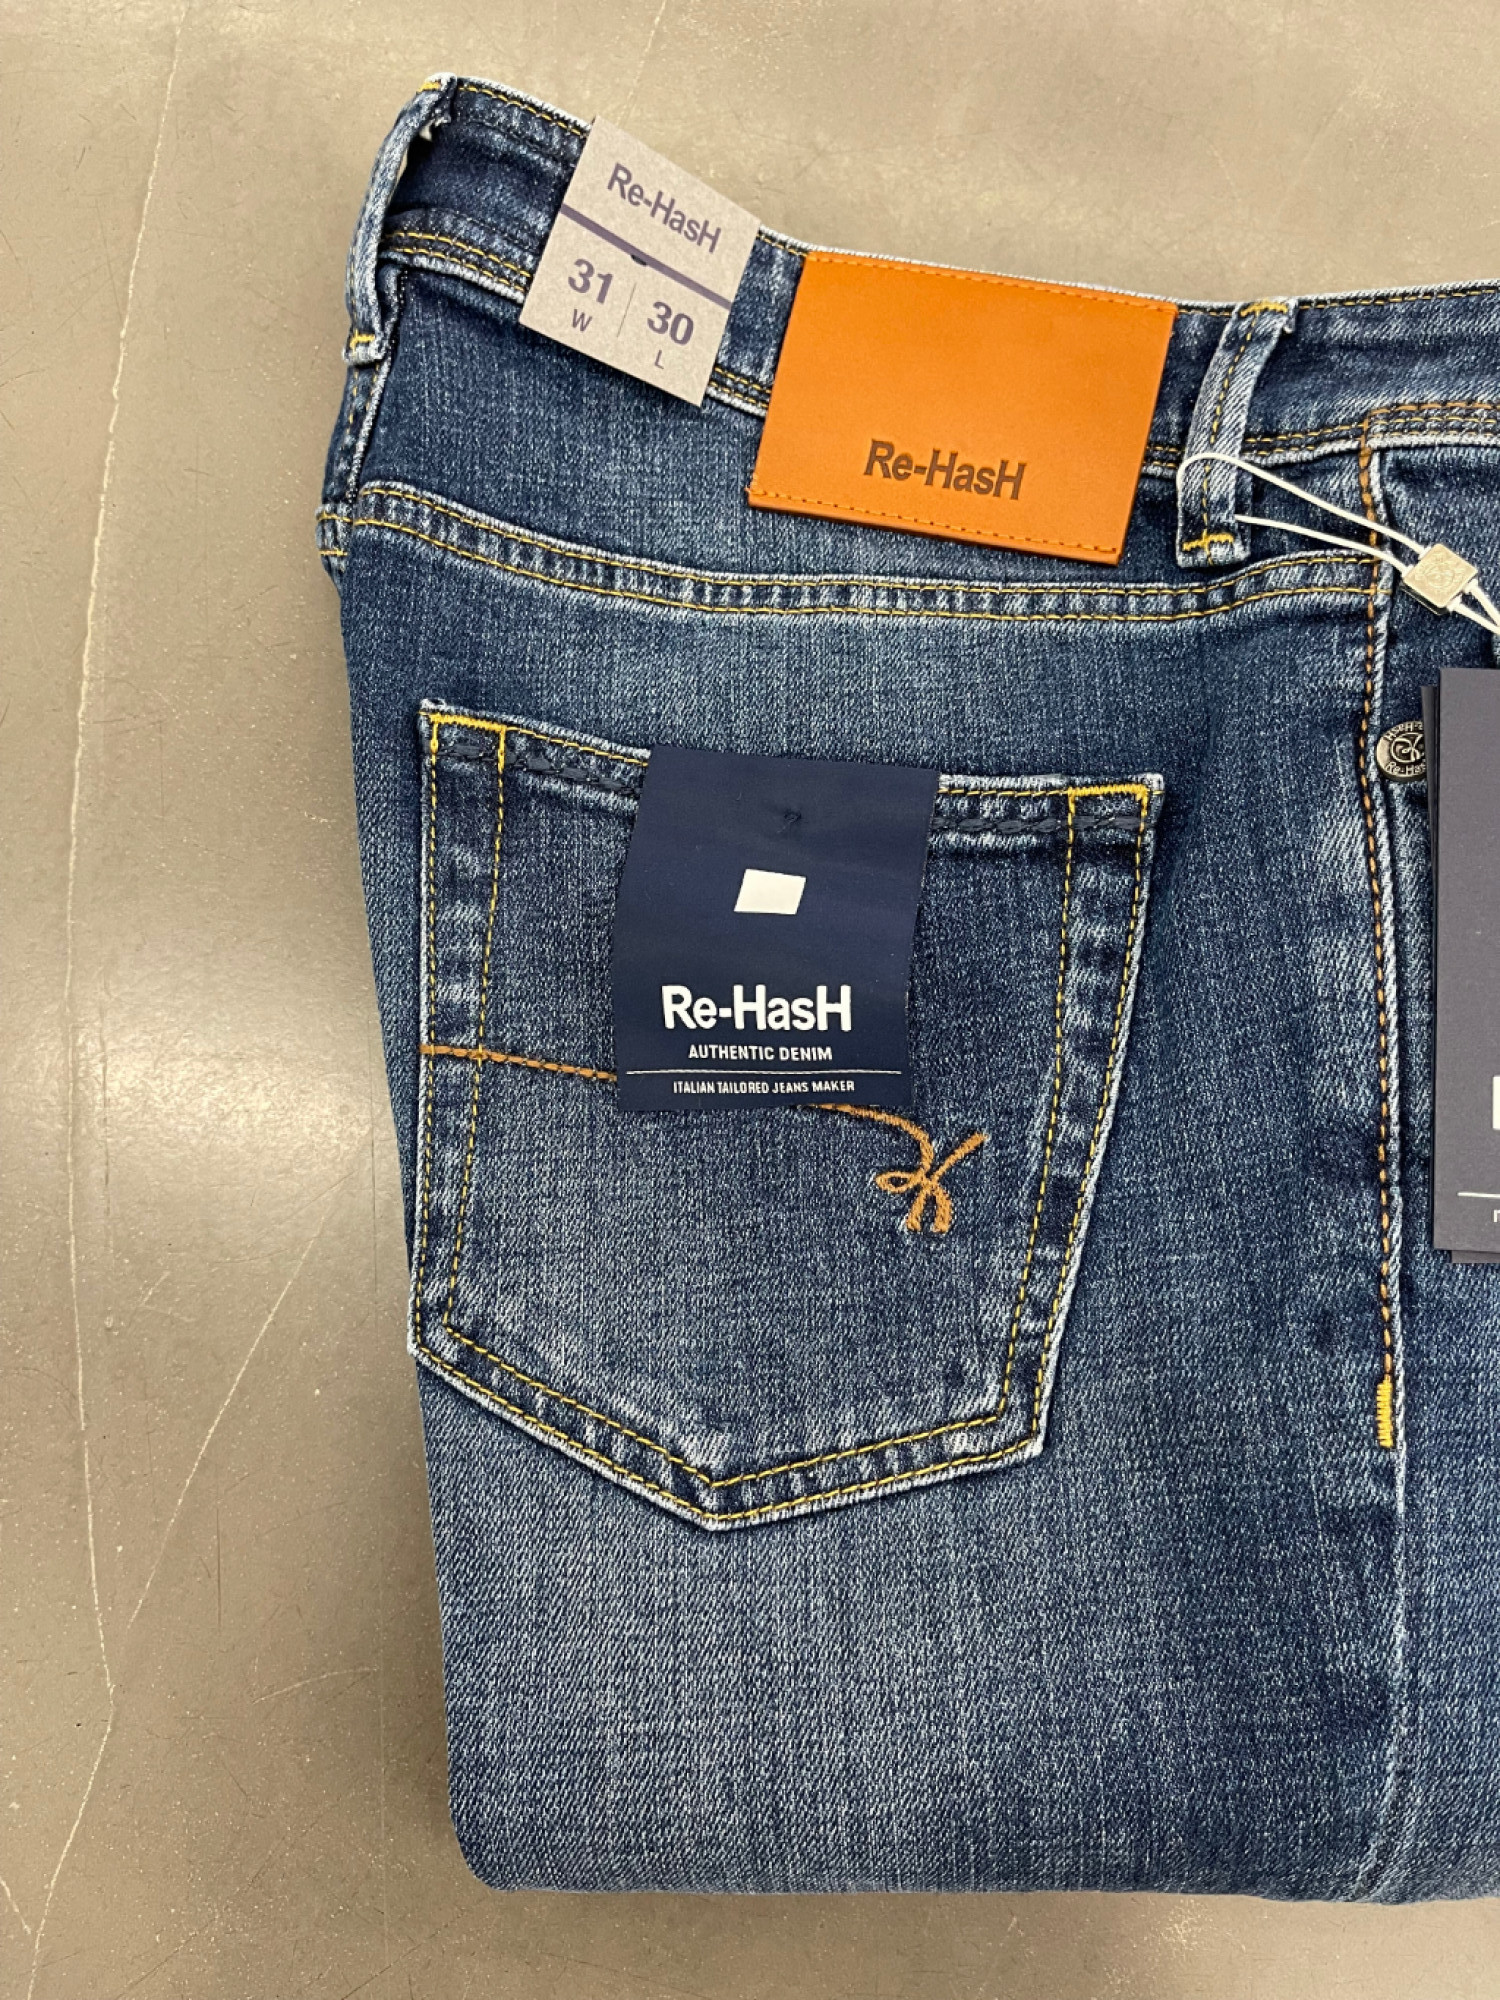 Re-HasH
31 30
W L
Re-HasH
Re-HasH
AUTHENTIC DENIM
ITALIAN TAILORED JEANS MAKER